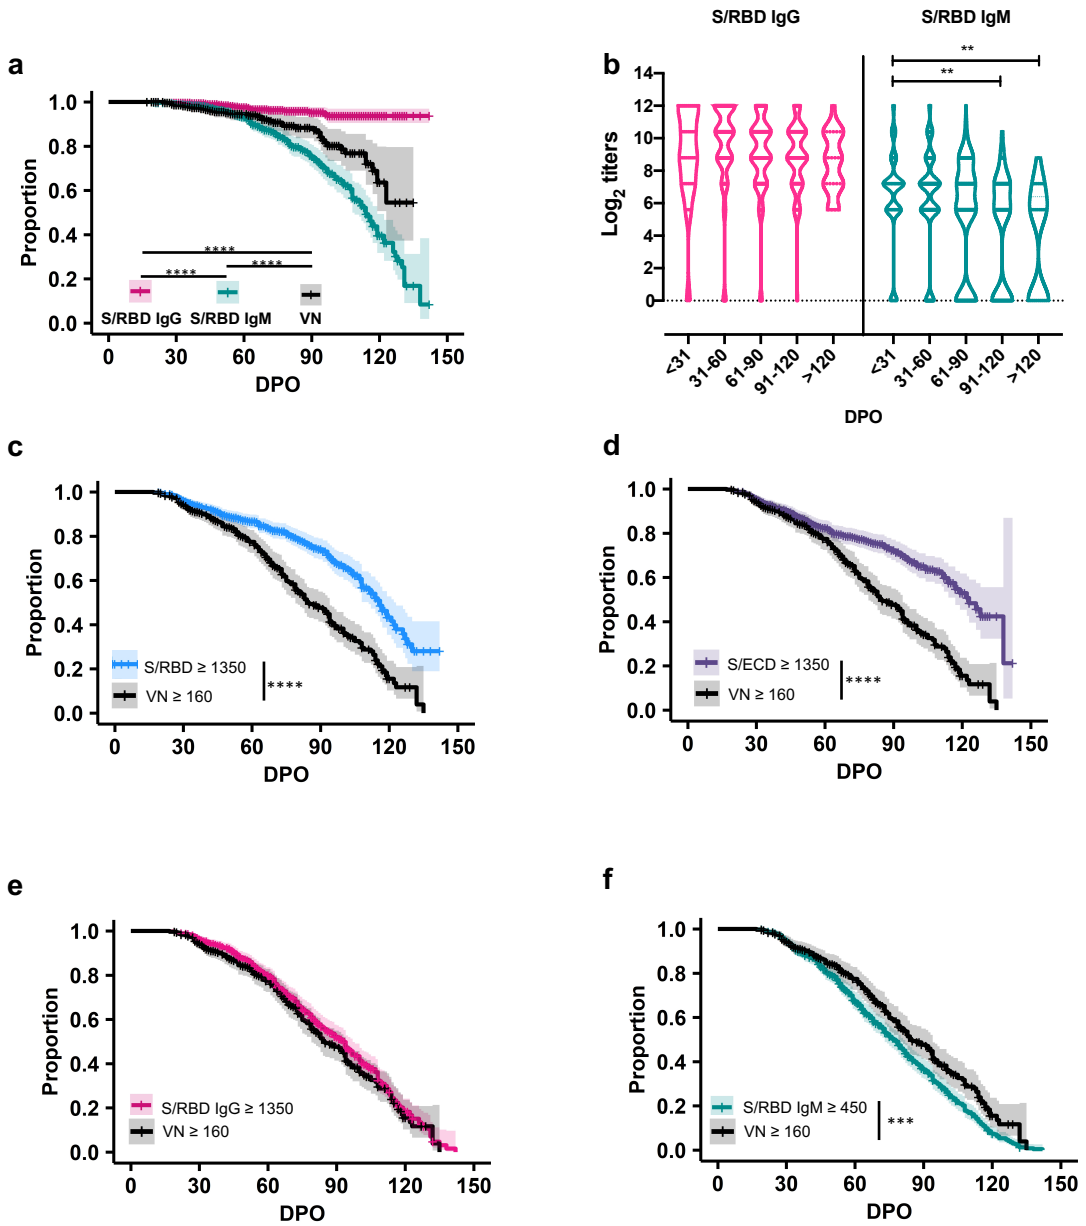 S/RBD IgG S/RBD IgM
a
1.0
0.8
0.6
0.4
0.2
0.0
Proportion
****
**** ****
S/RBD IgG S/RBD IgM VN
0 30 60 90 120 150
DPO
b
**
**
14
12
10
8
6
4
2
0
Log2 titers
<31 31-60 61-90 91-120 >120 <31 31-60 61-90 91-120 >120
DPO
c
1.0
0.8
0.6
0.4
0.2
0.0
Proportion
S/RBD ≥ 1350
VN ≥ 160
****
0 30 60 90 120 150
DPO
d
1.0
0.8
0.6
0.4
0.2
0.0
Proportion
S/ECD ≥ 1350
VN ≥ 160
****
0 30 60 90 120 150
DPO
e
1.0
0.8
0.6
0.4
0.2
0.0
Proportion
S/RBD IgG ≥ 1350
VN ≥ 160
0 30 60 90 120 150
DPO
f
1.0
0.8
0.6
0.4
0.2
0.0
Proportion
S/RBD IgM ≥ 450
VN ≥ 160
***
0 30 60 90 120 150
DPO